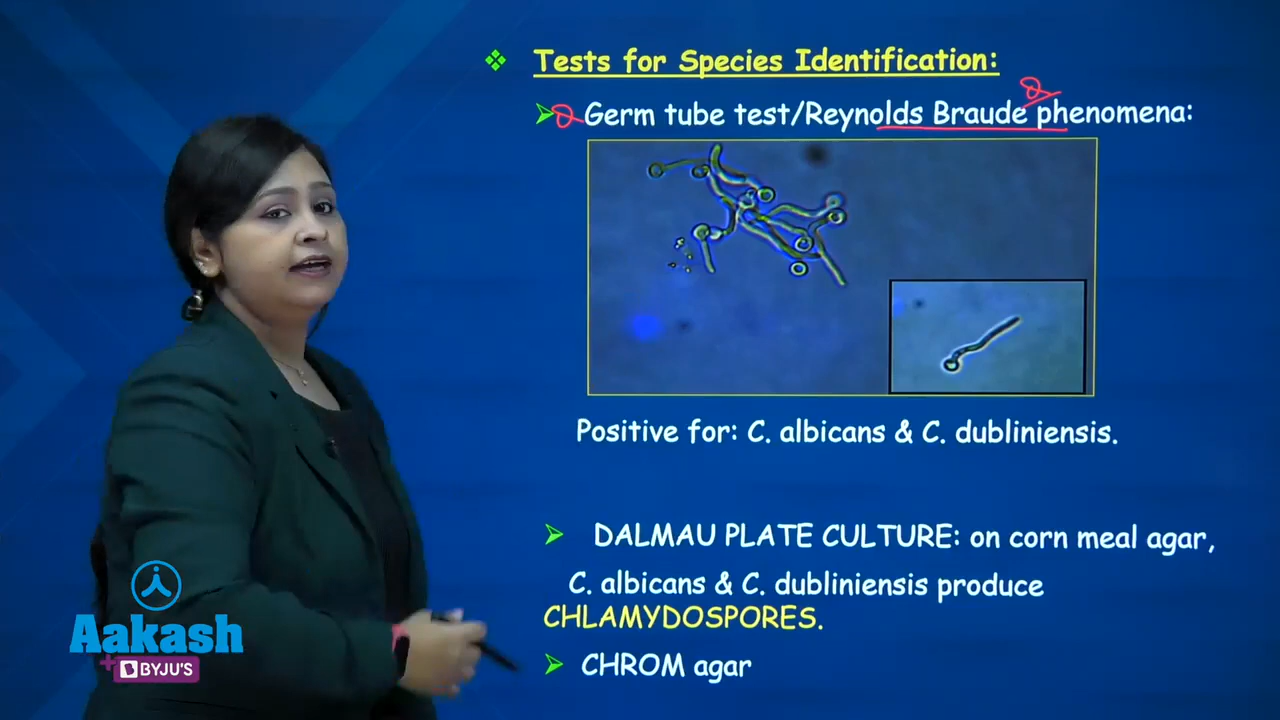 Tests for Species Identification:
Germ tube test/Reynolds Braude phenomena:
Positive for: C. albicans & C. dubliniensis.
DALMAU PLATE CULTURE: on corn meal agar,
C. albicans & C. dubliniensis produce
CHLAMYDOSPORES.
CHROM agar
Aakash
+ BYJU'S